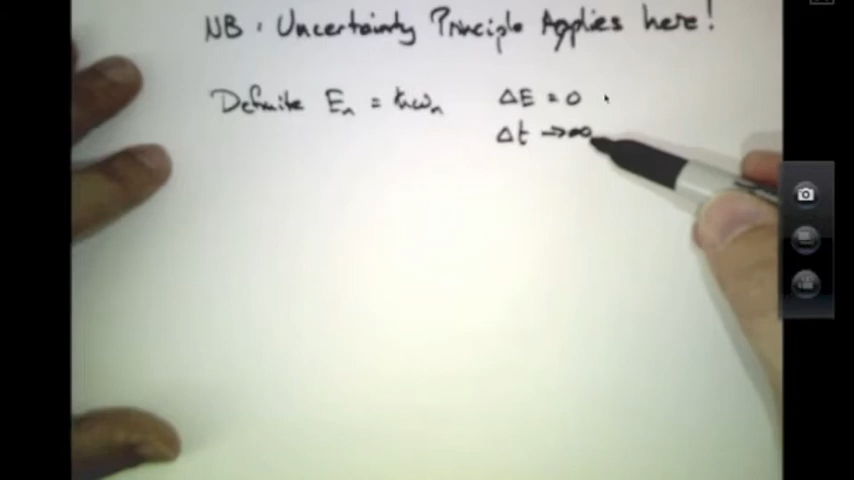 NB: Uncertainty Principle Applies here!
Definite Eₙ = ħωₙ ΔE = 0
Δt → ∞